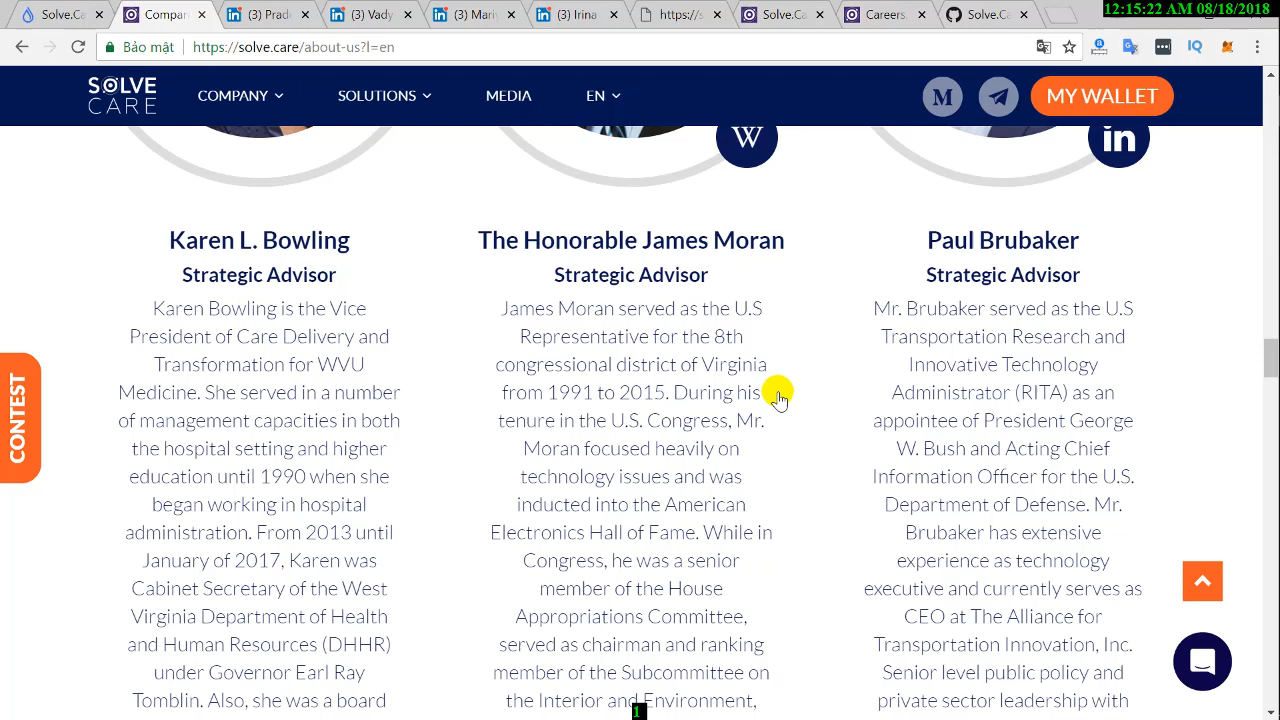 12:15:22 AM 08/18/2018
Solve.Ca
Compan
(3) Prad
(3) Vady
(3) Mari
(3) Irina
https://s
Solve.Ca
Careers.
Solve.Ca
Bảo mật
https://solve.care/about-us?l=en
IQ
SOLVE
CARE
COMPANY
SOLUTIONS
MEDIA
EN
M
MY WALLET
W
in
CONTEST
Karen L. Bowling
Strategic Advisor
Karen Bowling is the Vice
President of Care Delivery and
Transformation for WVU
Medicine. She served in a number
of management capacities in both
the hospital setting and higher
education until 1990 when she
began working in hospital
administration. From 2013 until
January of 2017, Karen was
Cabinet Secretary of the West
Virginia Department of Health
and Human Resources (DHHR)
under Governor Earl Ray
Tomblin. Also, she was a board
The Honorable James Moran
Strategic Advisor
James Moran served as the U.S
Representative for the 8th
congressional district of Virginia
from 1991 to 2015. During his
tenure in the U.S. Congress, Mr.
Moran focused heavily on
technology issues and was
inducted into the American
Electronics Hall of Fame. While in
Congress, he was a senior
member of the House
Appropriations Committee,
served as chairman and ranking
member of the Subcommittee on
the Interior and Environment,
Paul Brubaker
Strategic Advisor
Mr. Brubaker served as the U.S
Transportation Research and
Innovative Technology
Administrator (RITA) as an
appointee of President George
W. Bush and Acting Chief
Information Officer for the U.S.
Department of Defense. Mr.
Brubaker has extensive
experience as technology
executive and currently serves as
CEO at The Alliance for
Transportation Innovation, Inc.
Senior level public policy and
private sector leadership with
1